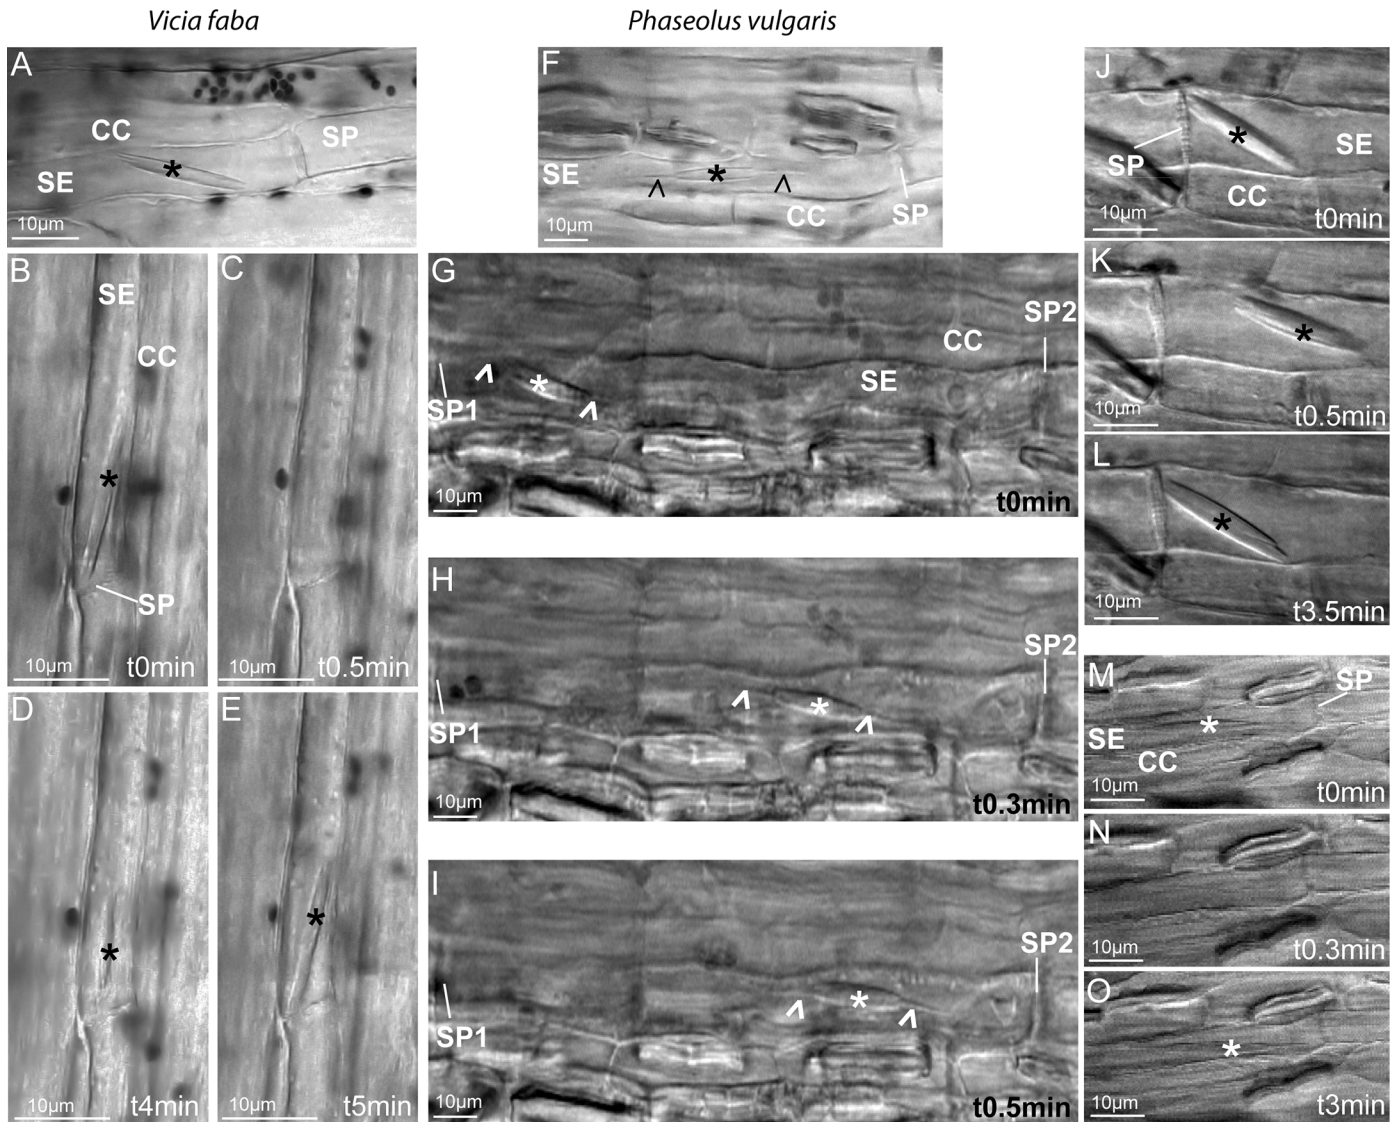 Vicia faba
Phaseolus vulgaris
A
CC
SP
*
SE
10µm
F
SE
*
^
^
CC
SP
10µm
J
*
SE
SP
CC
10µm
t0min
B
SE
CC
*
SP
10µm
t0min
C
10µm
t0.5min
G
SP2
CC
^
*
SE
SP1
^
10µm
t0min
K
*
10µm
t0.5min
L
*
10µm
t3.5min
H
SP2
^
*
SP1
^
10µm
t0.3min
D
*
10µm
t4min
E
*
10µm
t5min
M
SP
*
SE
CC
10µm
t0min
N
10µm
t0.3min
I
SP2
^
*
^
SP1
10µm
t0.5min
O
*
10µm
t3min